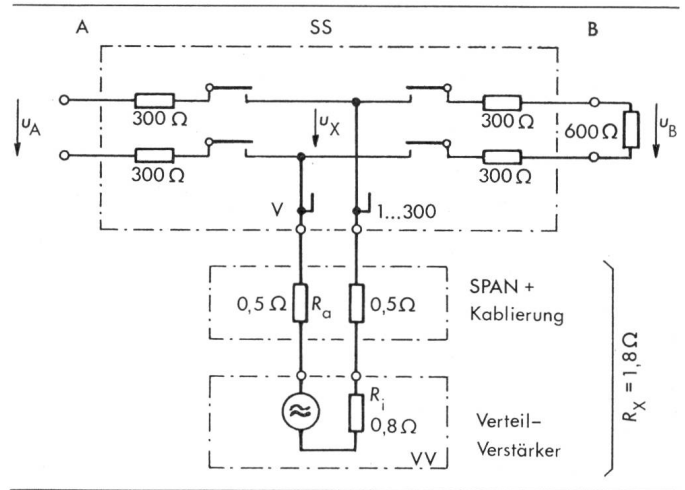 A SS B
300 Ω 300 Ω
u_A u_X 600 Ω u_B
300 Ω 300 Ω
V 1...300
0,5 Ω R_a 0,5 Ω SPAN +
Kablierung
R_X = 1,8 Ω
R_i
0,8 Ω Verteil–
Verstärker
VV